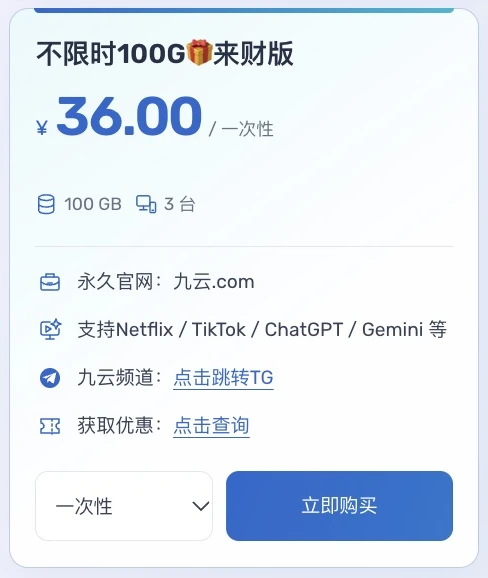 不限时100G🎁来财版
¥ 36.00 / 一次性
100 GB 3 台
永久官网：九云.com
支持Netflix / TikTok / ChatGPT / Gemini 等
九云频道：点击跳转TG
获取优惠：点击查询
一次性
立即购买